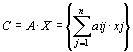 C = A · X = { n ∑ j=1 aij · xj }